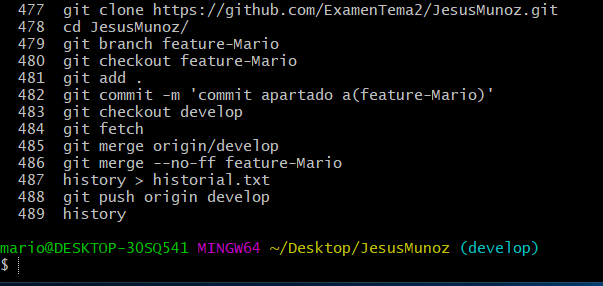 477 git clone https://github.com/ExamenTema2/JesusMunoz.git
478 cd JesusMunoz/
479 git branch feature-Mario
480 git checkout feature-Mario
481 git add .
482 git commit -m 'commit apartado a(feature-Mario)'
483 git checkout develop
484 git fetch
485 git merge origin/develop
486 git merge --no-ff feature-Mario
487 history > historial.txt
488 git push origin develop
489 history
mario@DESKTOP-3OSQ541 MINGW64 ~/Desktop/JesusMunoz (develop)
$